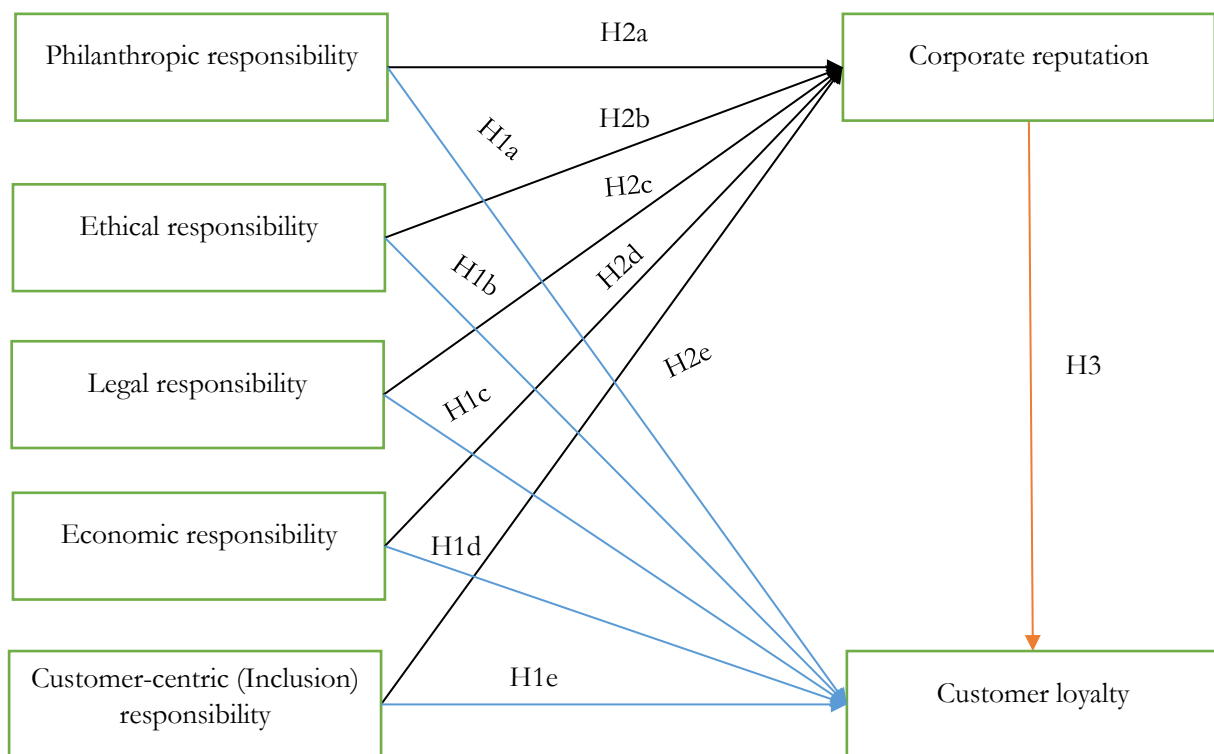 Philanthropic responsibility
H2a
Corporate reputation
H2b
H1a
H2c
Ethical responsibility
H2d
H1b
H2e
Legal responsibility
H3
H1c
Economic responsibility
H1d
Customer-centric (Inclusion)
responsibility
H1e
Customer loyalty